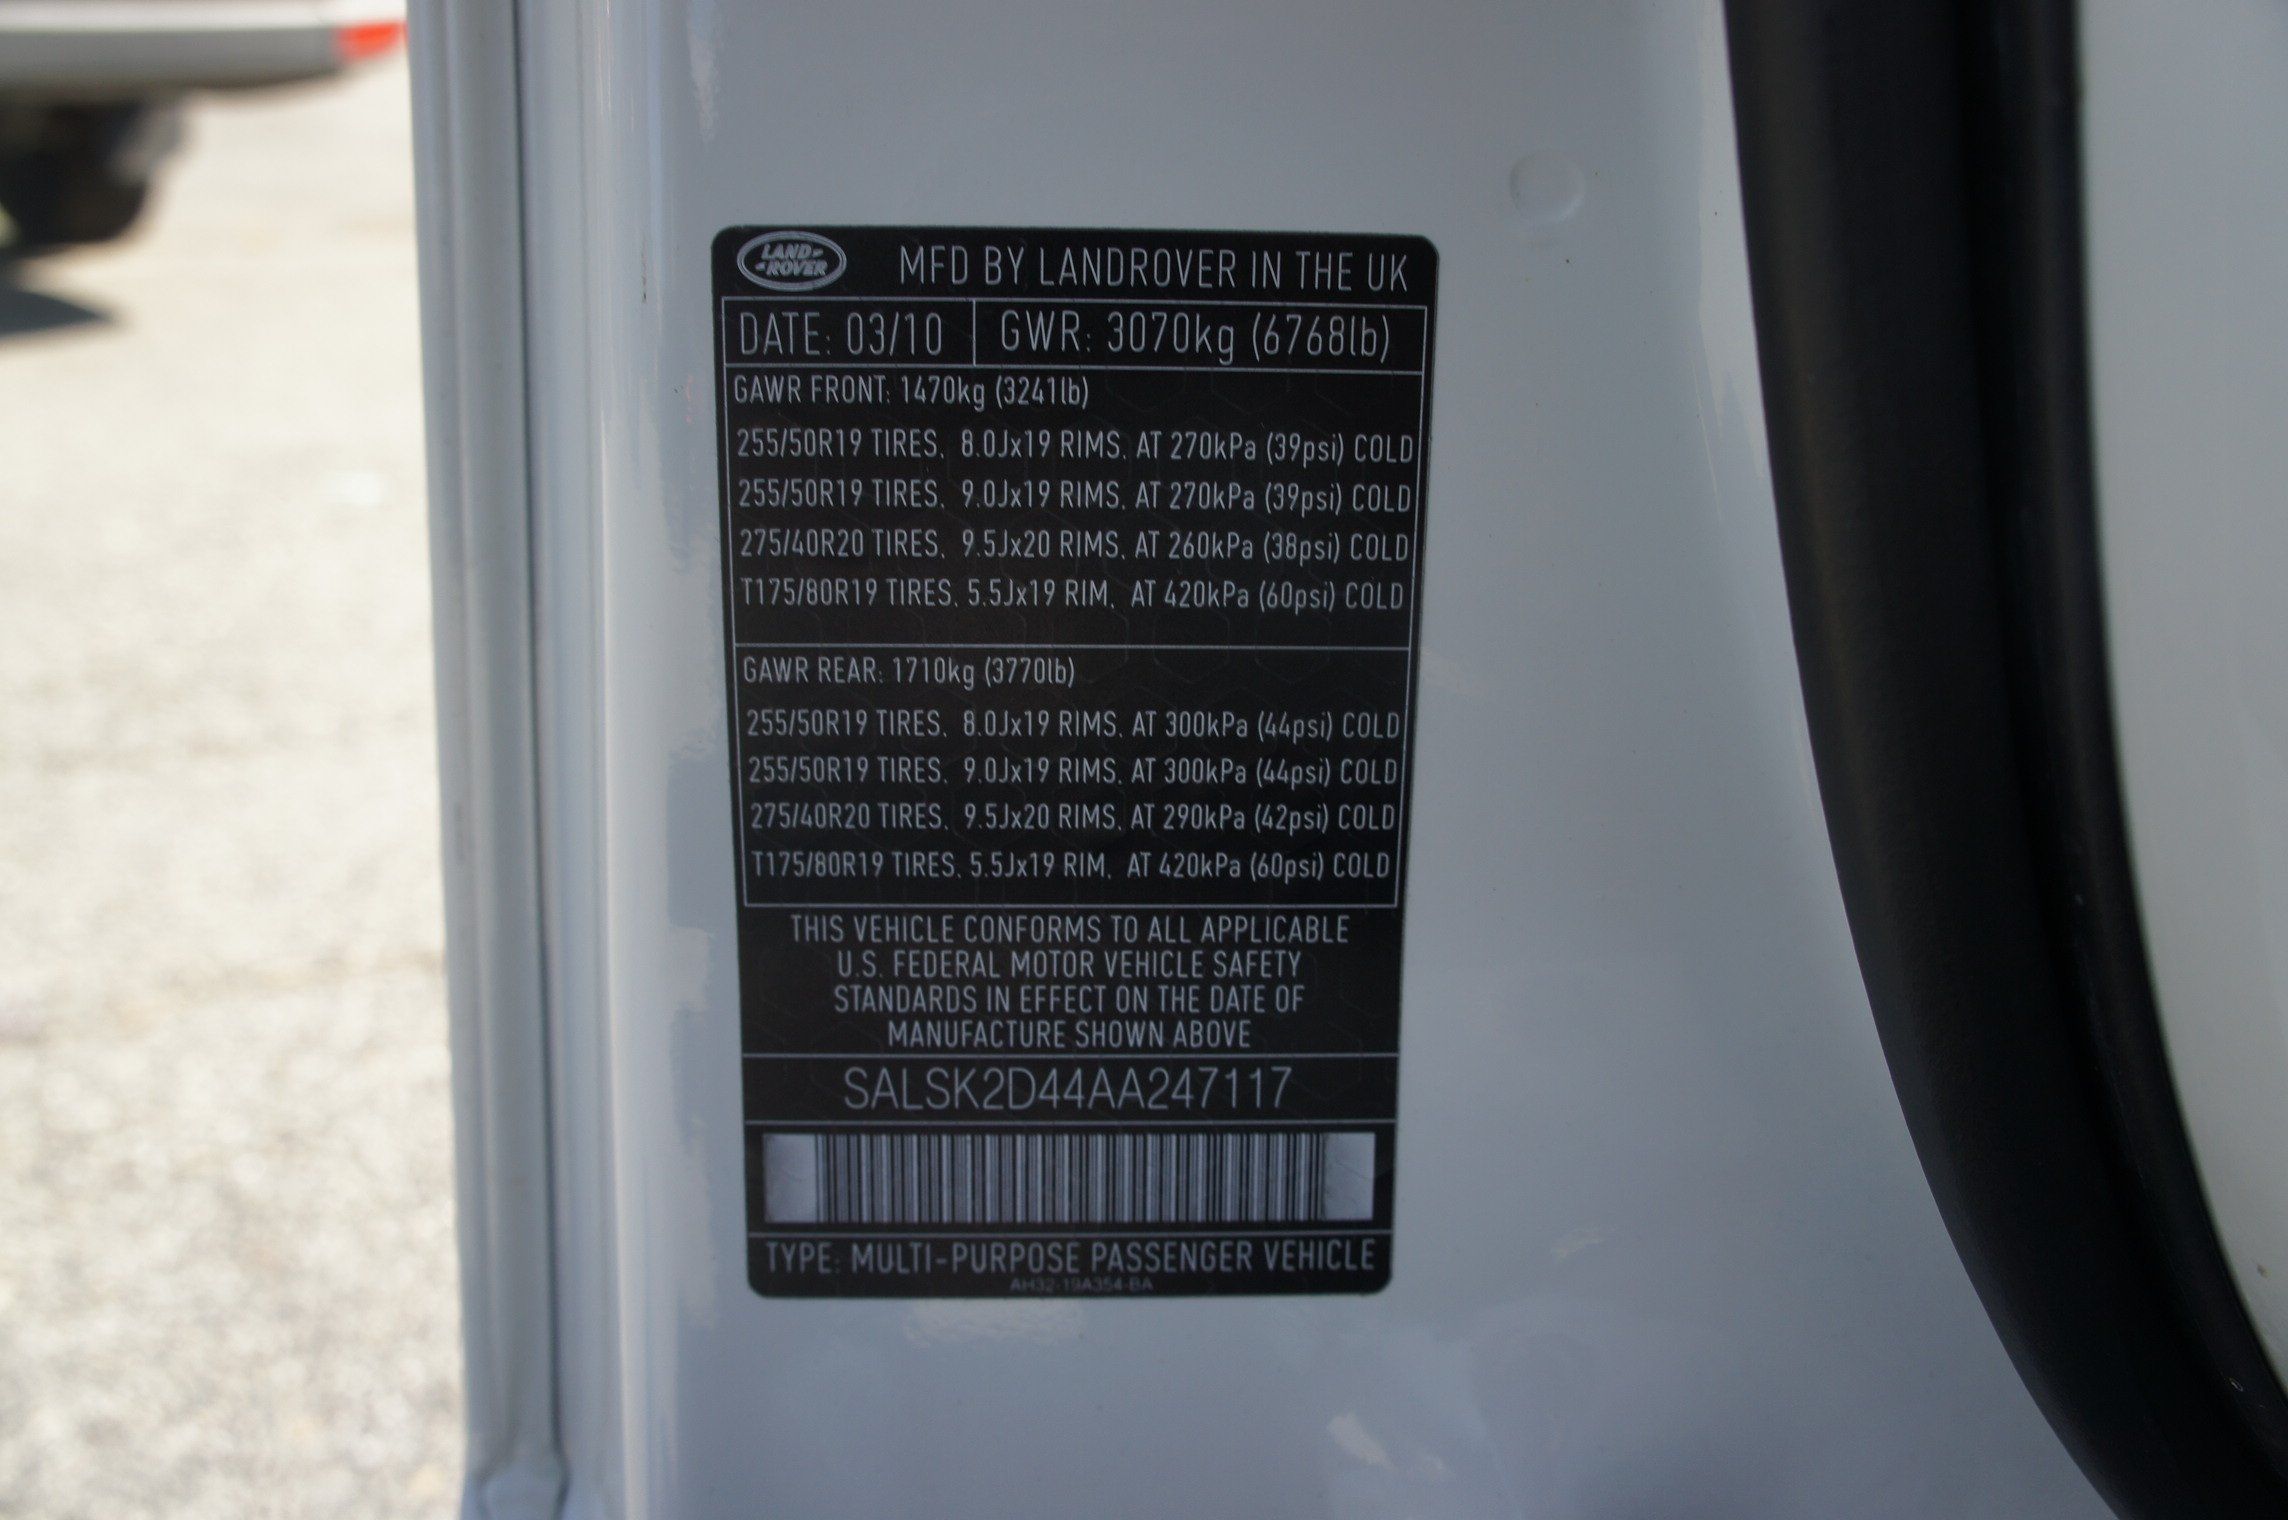 LAND-
-ROVER
MFD BY LANDROVER IN THE UK
DATE: 03/10 GWR: 3070kg (6768lb)
GAWR FRONT: 1470kg (3241lb)
255/50R19 TIRES, 8.0Jx19 RIMS, AT 270kPa (39psi) COLD
255/50R19 TIRES, 9.0Jx19 RIMS, AT 270kPa (39psi) COLD
275/40R20 TIRES, 9.5Jx20 RIMS, AT 260kPa (38psi) COLD
T175/80R19 TIRES, 5.5Jx19 RIM, AT 420kPa (60psi) COLD
GAWR REAR: 1710kg (3770lb)
255/50R19 TIRES, 8.0Jx19 RIMS, AT 300kPa (44psi) COLD
255/50R19 TIRES, 9.0Jx19 RIMS, AT 300kPa (44psi) COLD
275/40R20 TIRES, 9.5Jx20 RIMS, AT 290kPa (42psi) COLD
T175/80R19 TIRES, 5.5Jx19 RIM, AT 420kPa (60psi) COLD
THIS VEHICLE CONFORMS TO ALL APPLICABLE
U.S. FEDERAL MOTOR VEHICLE SAFETY
STANDARDS IN EFFECT ON THE DATE OF
MANUFACTURE SHOWN ABOVE
SALSK2D44AA247117
TYPE: MULTI-PURPOSE PASSENGER VEHICLE
AH32-19A354-BA